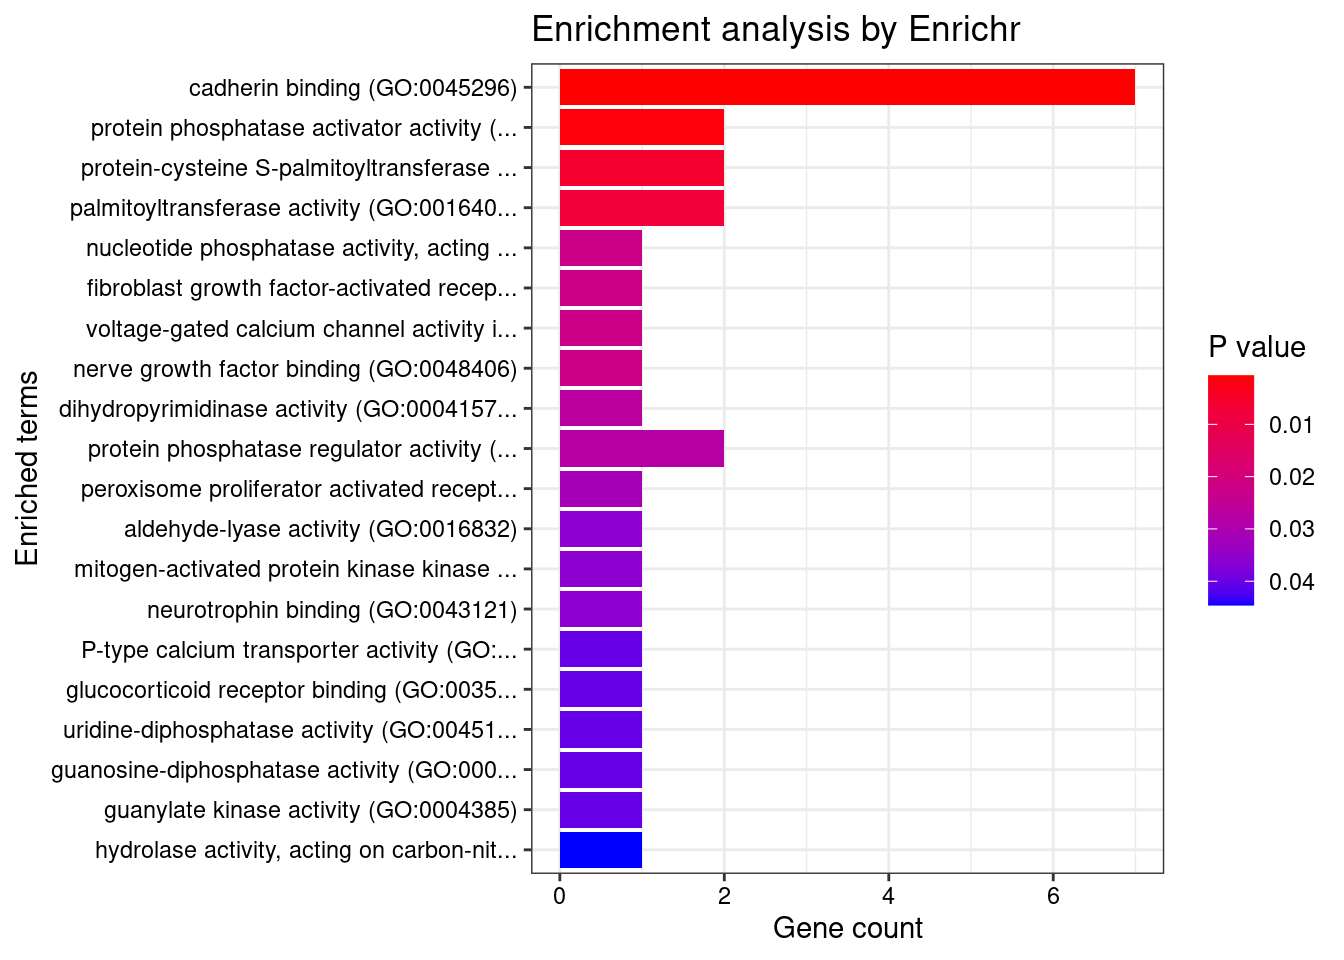 Enrichment analysis by Enrichr
cadherin binding (GO:0045296)
protein phosphatase activator activity (...
protein-cysteine S-palmitoyltransferase ...
palmitoyltransferase activity (GO:001640...
nucleotide phosphatase activity, acting ...
fibroblast growth factor-activated recep...
voltage-gated calcium channel activity i...
nerve growth factor binding (GO:0048406)
dihydropyrimidinase activity (GO:0004157...
protein phosphatase regulator activity (...
peroxisome proliferator activated recept...
aldehyde-lyase activity (GO:0016832)
mitogen-activated protein kinase kinase ...
neurotrophin binding (GO:0043121)
P-type calcium transporter activity (GO:...
glucocorticoid receptor binding (GO:0035...
uridine-diphosphatase activity (GO:00451...
guanosine-diphosphatase activity (GO:000...
guanylate kinase activity (GO:0004385)
hydrolase activity, acting on carbon-nit...
Enriched terms
0 2 4 6
Gene count
P value
0.01
0.02
0.03
0.04